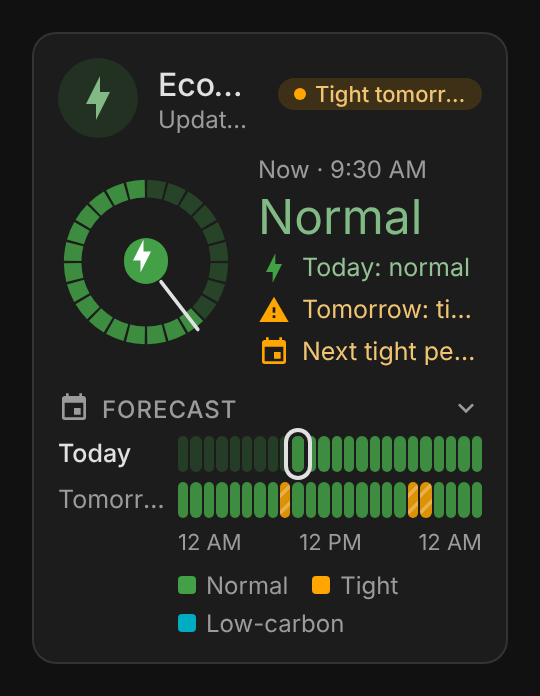 Eco...
Tight tomorr...
Updat...
Now · 9:30 AM
Normal
Today: normal
Tomorrow: ti...
Next tight pe...
FORECAST
Today
Tomorr...
12 AM 12 PM 12 AM
Normal Tight
Low-carbon